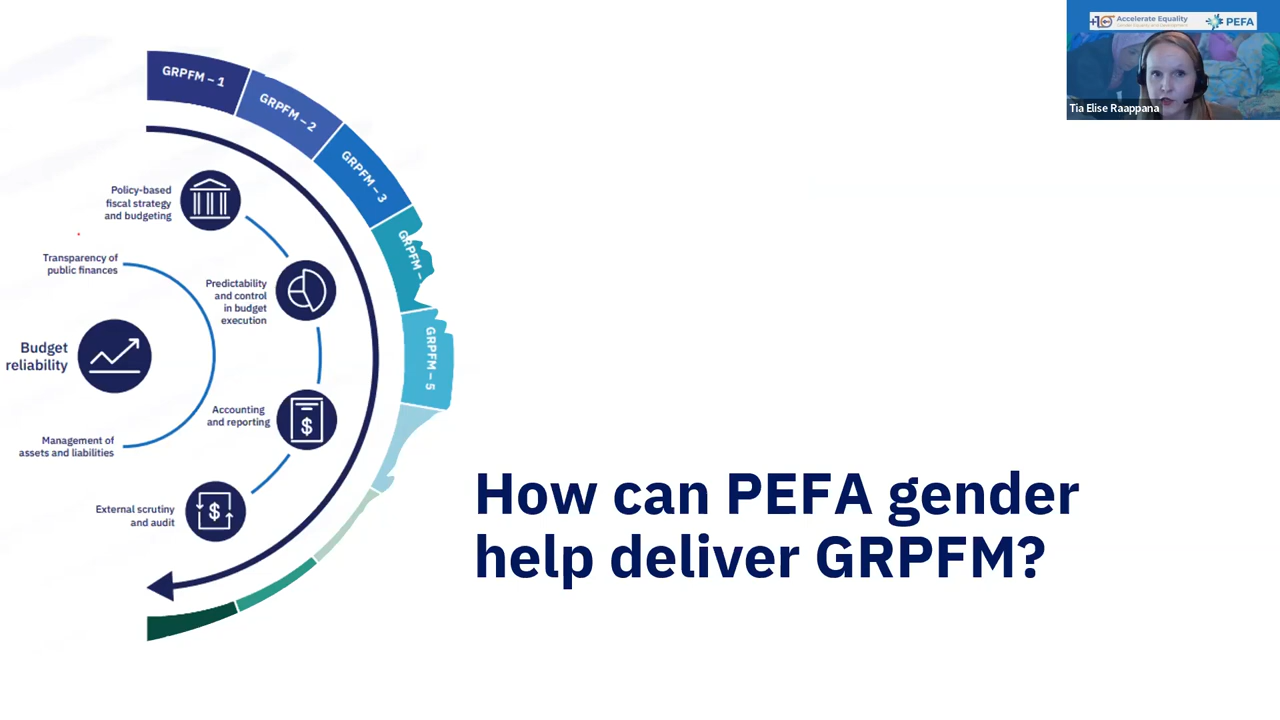 Accelerate Equality
PEFA
Tia Elise Raappana
GRPFM – 1
GRPFM – 2
GRPFM – 3
GRPFM –
GRPFM – 5
Policy-based
fiscal strategy
and budgeting
Transparency of
public finances
Predictability
and control
in budget
execution
Budget
reliability
Accounting
and reporting
Management of
assets and liabilities
External scrutiny
and audit
How can PEFA gender
help deliver GRPFM?